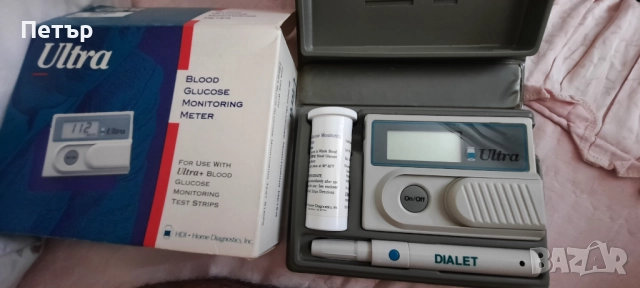 Петър
Ultra
BLOOD
GLUCOSE
MONITORING
METER
112
Ultra
FOR USE WITH
Ultra+ BLOOD
GLUCOSE
MONITORING
TEST STRIPS
HDI • Home Diagnostics, Inc.
Ultra
On/Off
DIALET
BAZAR